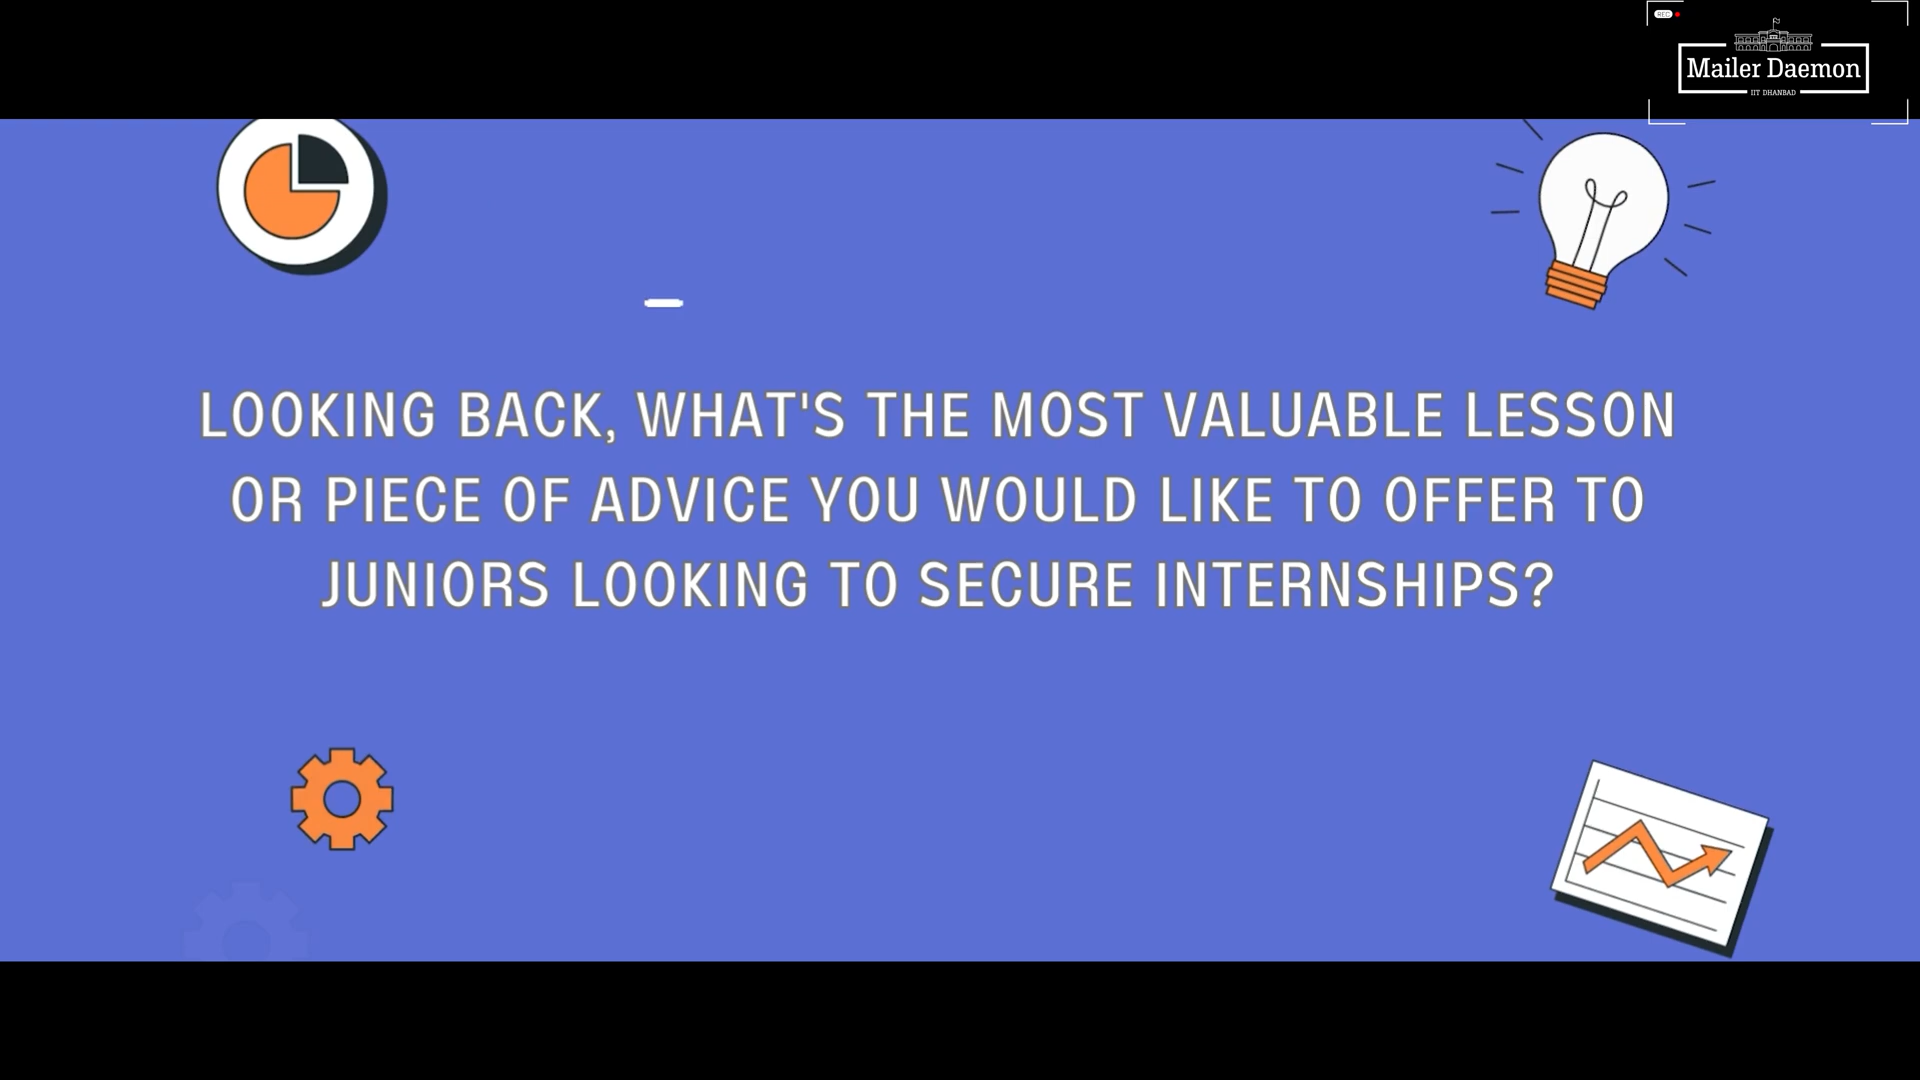 REC
Mailer Daemon
IIT DHANBAD
LOOKING BACK, WHAT'S THE MOST VALUABLE LESSON
OR PIECE OF ADVICE YOU WOULD LIKE TO OFFER TO
JUNIORS LOOKING TO SECURE INTERNSHIPS?